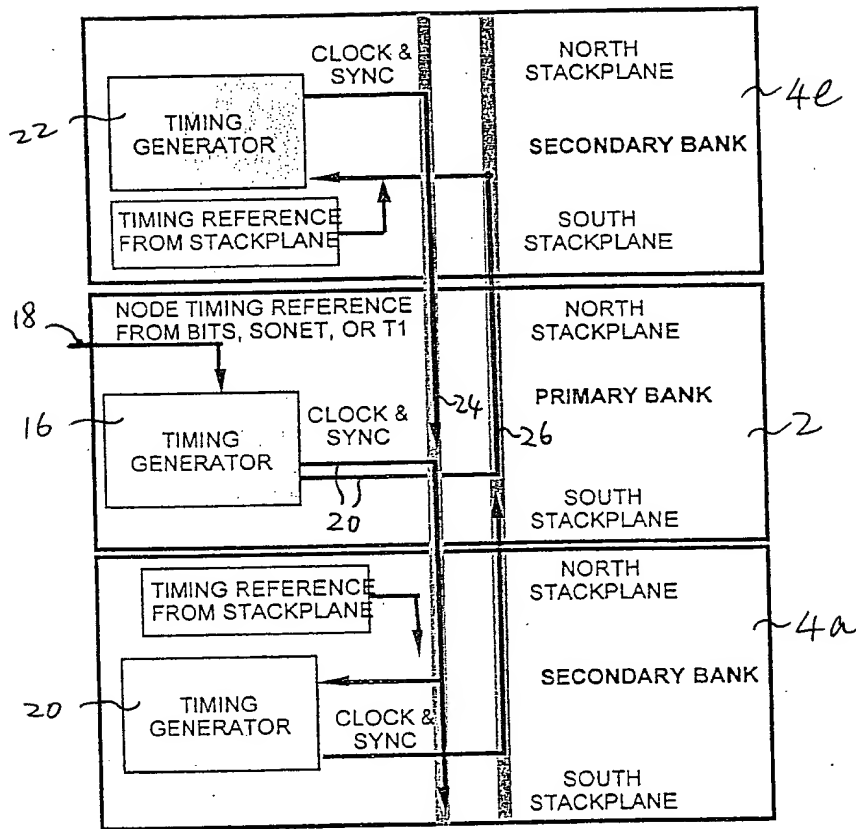 CLOCK &
SYNC
NORTH
STACKPLANE
4e
22
TIMING
GENERATOR
SECONDARY BANK
TIMING REFERENCE
FROM STACKPLANE
SOUTH
STACKPLANE
18
NODE TIMING REFERENCE
FROM BITS, SONET, OR T1
NORTH
STACKPLANE
16
TIMING
GENERATOR
CLOCK &
SYNC
24
26
PRIMARY BANK
2
20
SOUTH
STACKPLANE
TIMING REFERENCE
FROM STACKPLANE
NORTH
STACKPLANE
4a
20
TIMING
GENERATOR
CLOCK &
SYNC
SECONDARY BANK
SOUTH
STACKPLANE